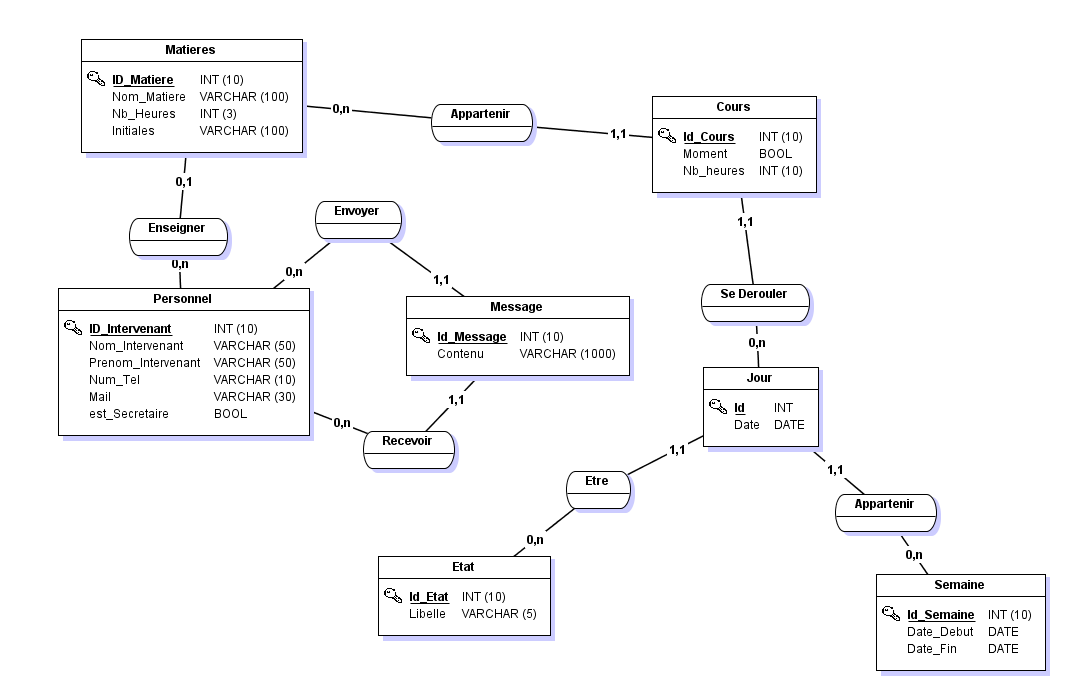 Matieres
ID_Matiere INT (10)
Nom_Matiere VARCHAR (100)
Nb_Heures INT (3)
Initiales VARCHAR (100)
0,n
Appartenir
1,1
Cours
Id_Cours INT (10)
Moment BOOL
Nb_heures INT (10)
0,1
Enseigner
0,n
Envoyer
0,n
1,1
1,1
Se Derouler
0,n
Personnel
ID_Intervenant INT (10)
Nom_Intervenant VARCHAR (50)
Prenom_Intervenant VARCHAR (50)
Num_Tel VARCHAR (10)
Mail VARCHAR (30)
est_Secretaire BOOL
Message
Id_Message INT (10)
Contenu VARCHAR (1000)
0,n
Recevoir
1,1
Jour
Id INT
Date DATE
1,1
Etre
0,n
1,1
Appartenir
0,n
Etat
Id_Etat INT (10)
Libelle VARCHAR (5)
Semaine
Id_Semaine INT (10)
Date_Debut DATE
Date_Fin DATE